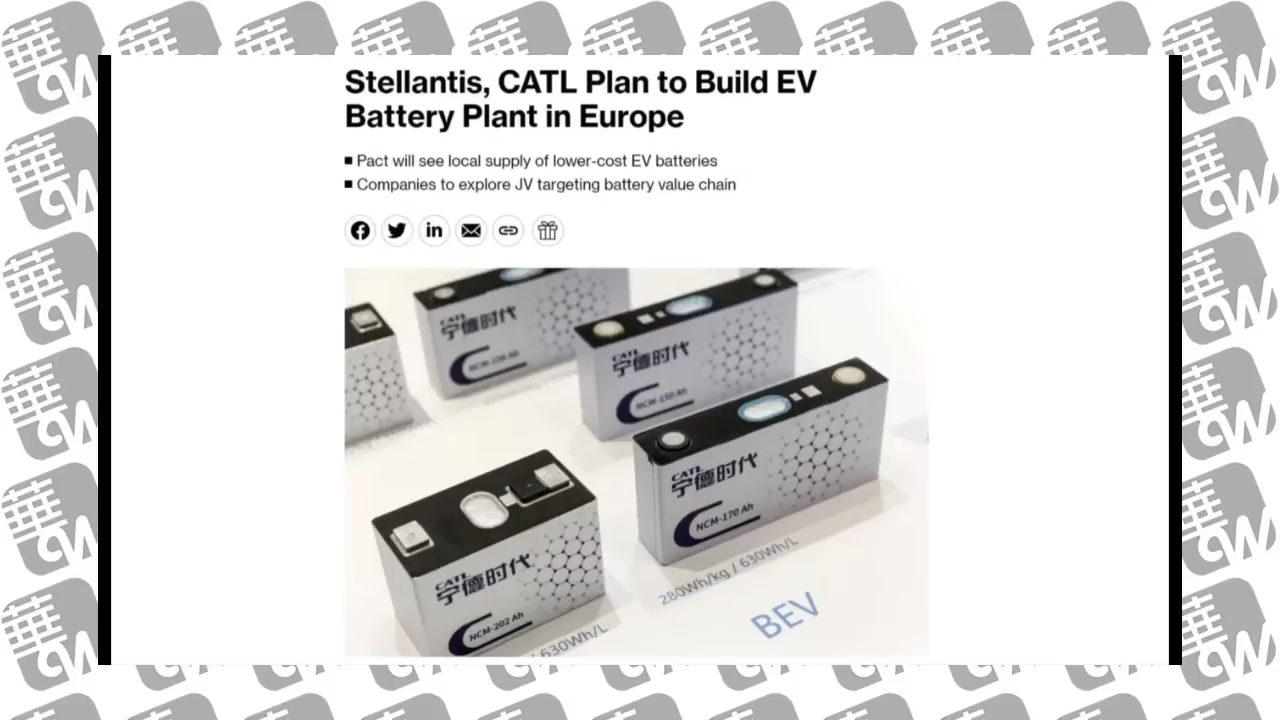 Stellantis, CATL Plan to Build EV
Battery Plant in Europe
Pact will see local supply of lower-cost EV batteries
Companies to explore JV targeting battery value chain
CATL
宁德时代
CATL
宁德时代
NCM-150 Ah
CATL
宁德时代
NCM-170 Ah
280Wh/kg / 630Wh/L
BEV
CATL
宁德时代
NCM-202 Ah
/ 630Wh/L